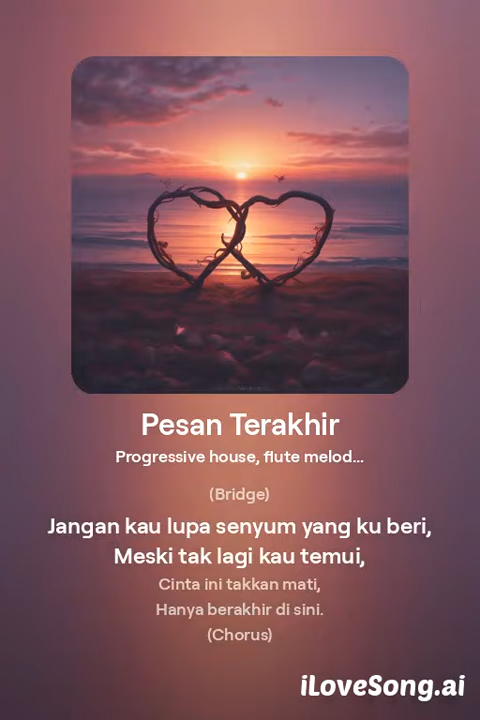 Pesan Terakhir
Progressive house, flute melod...
(Bridge)
Jangan kau lupa senyum yang ku beri,
Meski tak lagi kau temui,
Cinta ini takkan mati,
Hanya berakhir di sini.
(Chorus)
iLoveSong.ai